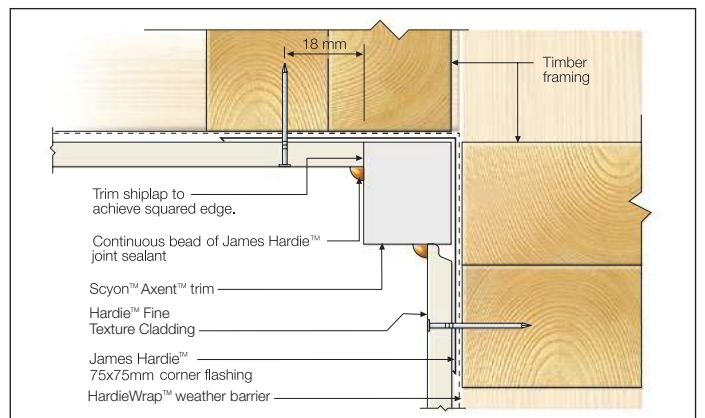 18 mm
Timber
framing
Trim shiplap to
achieve squared edge.
Continuous bead of James Hardie™
joint sealant
Scyon™ Axent™ trim
Hardie™ Fine
Texture Cladding
James Hardie™
75x75mm corner flashing
HardieWrap™ weather barrier